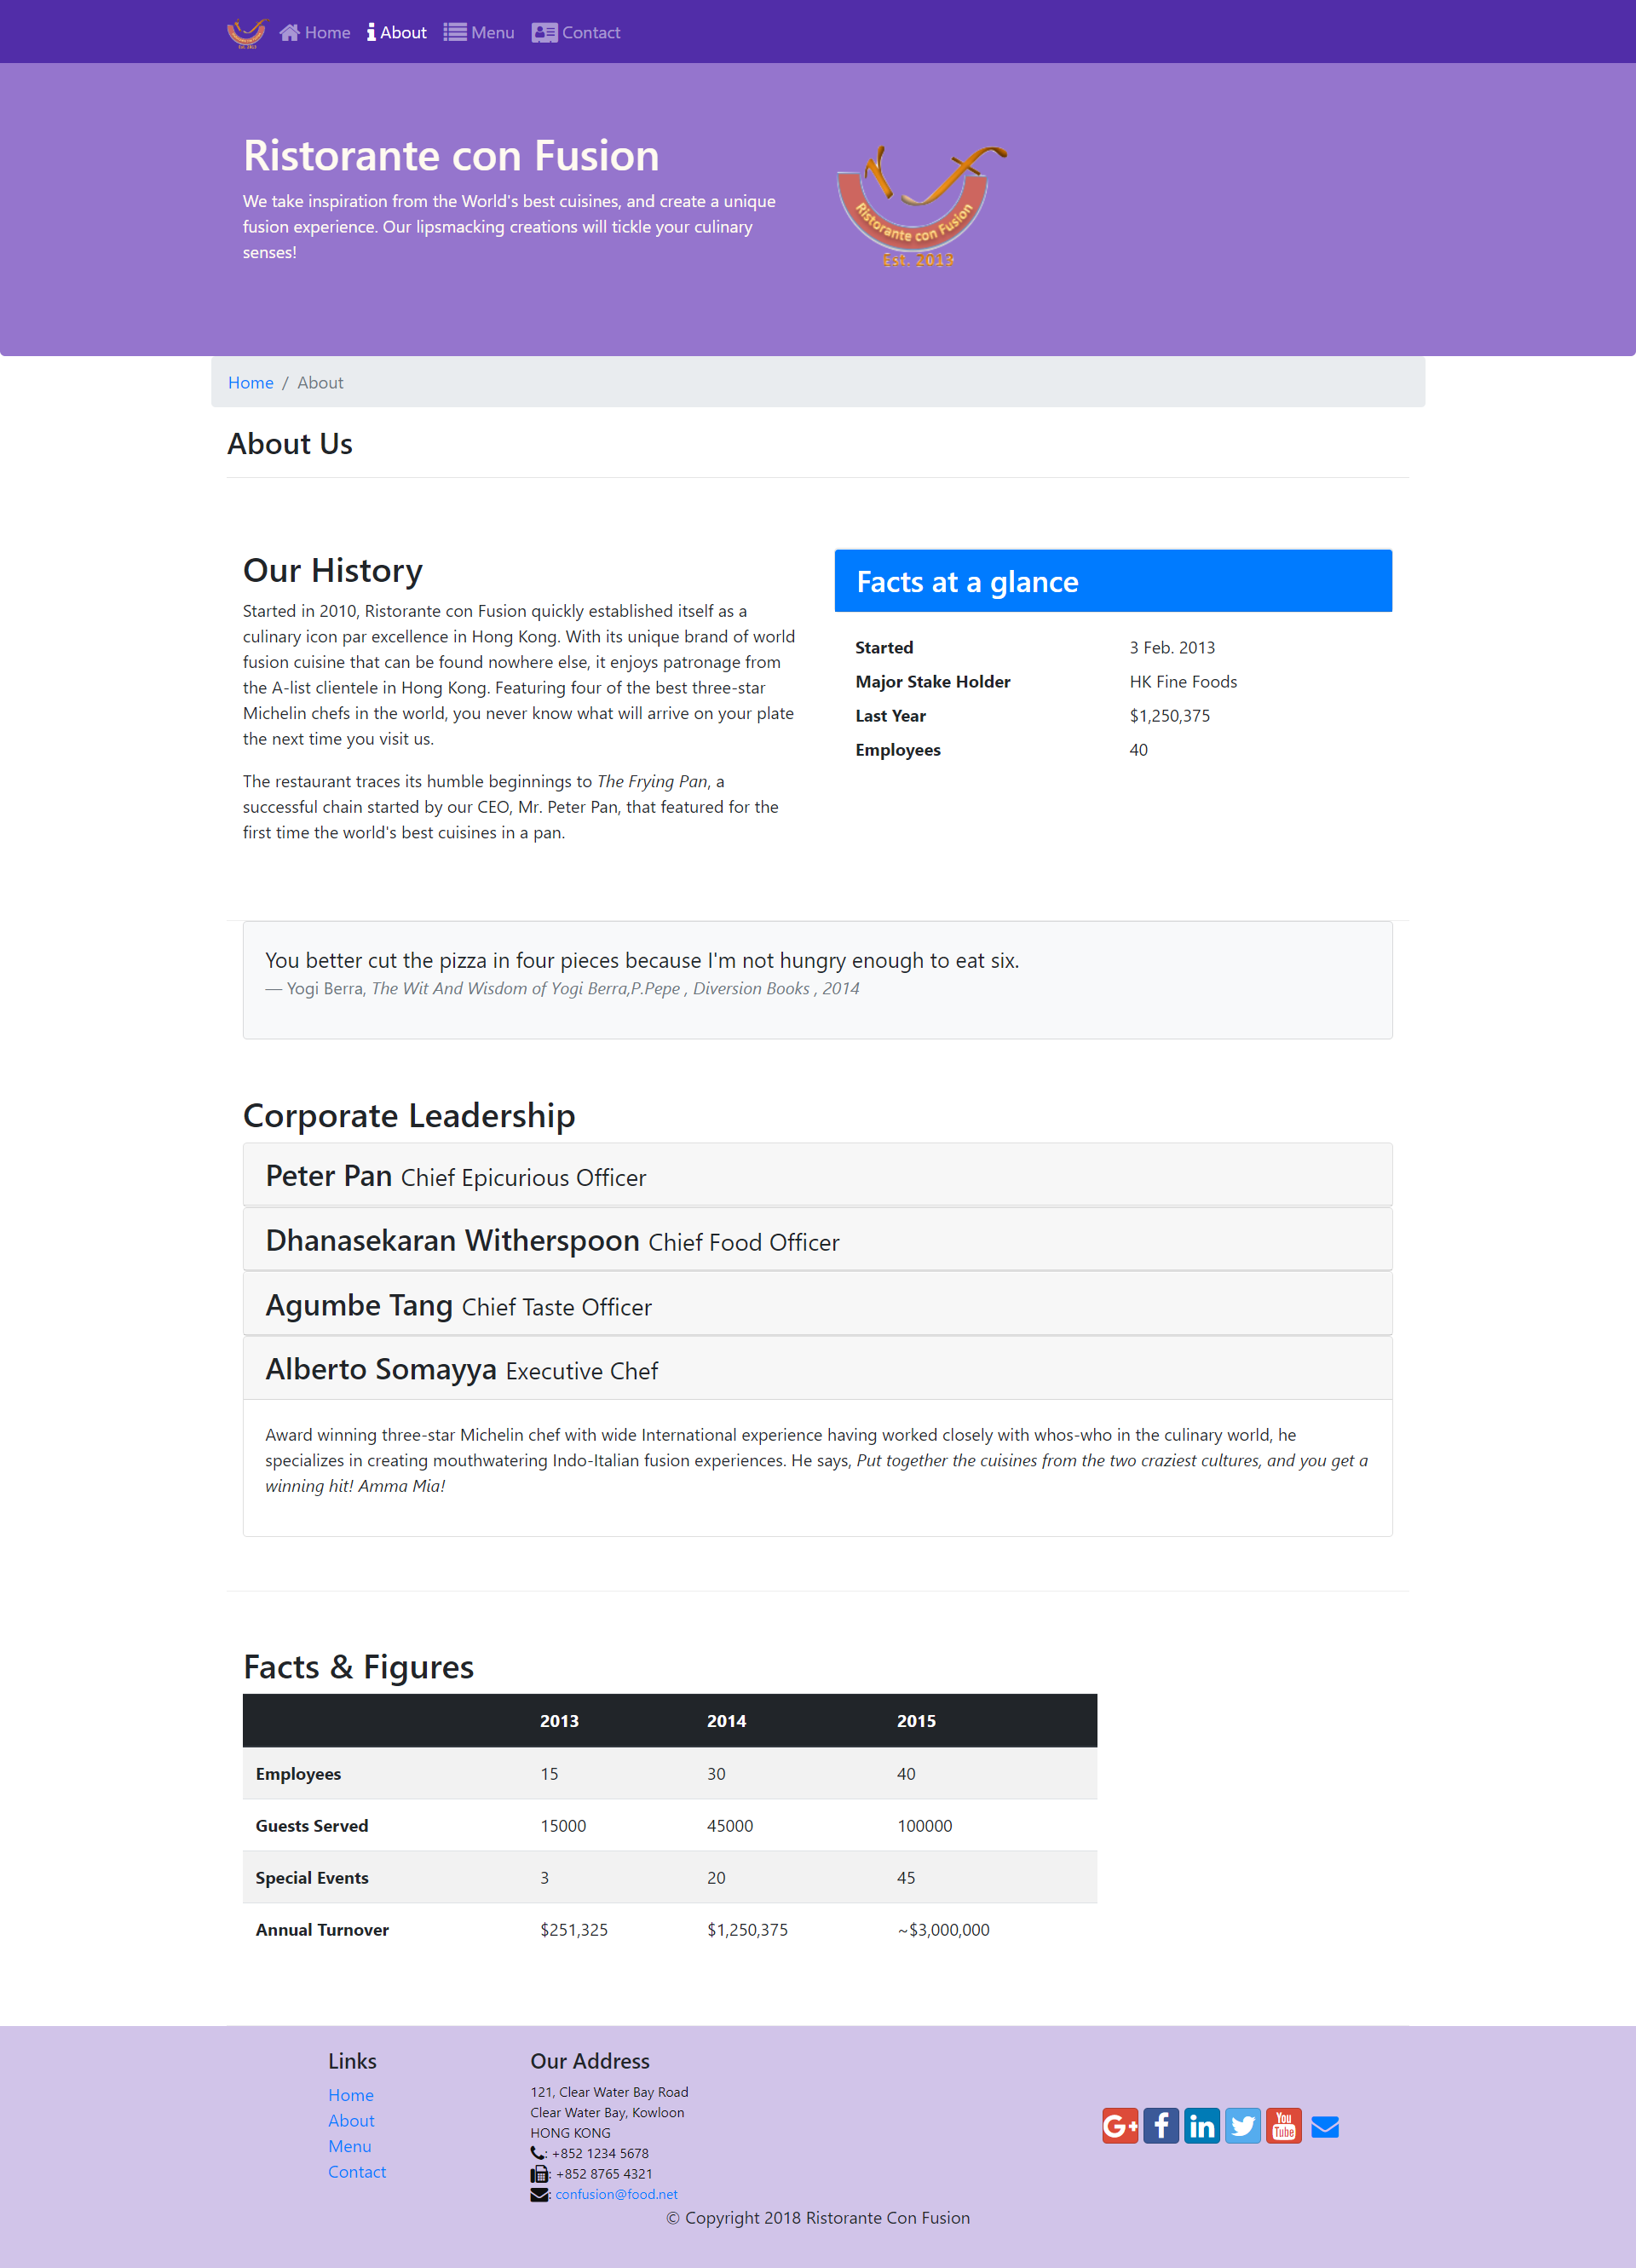 Home About Menu Contact
Ristorante con Fusion
We take inspiration from the World's best cuisines, and create a unique
fusion experience. Our lipsmacking creations will tickle your culinary
senses!
Ristorante con Fusion
Est. 2013
Home / About
About Us
Our History
Started in 2010, Ristorante con Fusion quickly established itself as a
culinary icon par excellence in Hong Kong. With its unique brand of world
fusion cuisine that can be found nowhere else, it enjoys patronage from
the A-list clientele in Hong Kong. Featuring four of the best three-star
Michelin chefs in the world, you never know what will arrive on your plate
the next time you visit us.
The restaurant traces its humble beginnings to The Frying Pan, a
successful chain started by our CEO, Mr. Peter Pan, that featured for the
first time the world's best cuisines in a pan.
Facts at a glance
Started 3 Feb. 2013
Major Stake Holder HK Fine Foods
Last Year $1,250,375
Employees 40
You better cut the pizza in four pieces because I'm not hungry enough to eat six.
— Yogi Berra, The Wit And Wisdom of Yogi Berra,P.Pepe , Diversion Books , 2014
Corporate Leadership
Peter Pan Chief Epicurious Officer
Dhanasekaran Witherspoon Chief Food Officer
Agumbe Tang Chief Taste Officer
Alberto Somayya Executive Chef
Award winning three-star Michelin chef with wide International experience having worked closely with whos-who in the culinary world, he
specializes in creating mouthwatering Indo-Italian fusion experiences. He says, Put together the cuisines from the two craziest cultures, and you get a
winning hit! Amma Mia!
Facts & Figures
2013 2014 2015
Employees 15 30 40
Guests Served 15000 45000 100000
Special Events 3 20 45
Annual Turnover $251,325 $1,250,375 ~$3,000,000
Links
Home
About
Menu
Contact
Our Address
121, Clear Water Bay Road
Clear Water Bay, Kowloon
HONG KONG
: +852 1234 5678
: +852 8765 4321
: confusion@food.net
G+ f in You Tube
© Copyright 2018 Ristorante Con Fusion